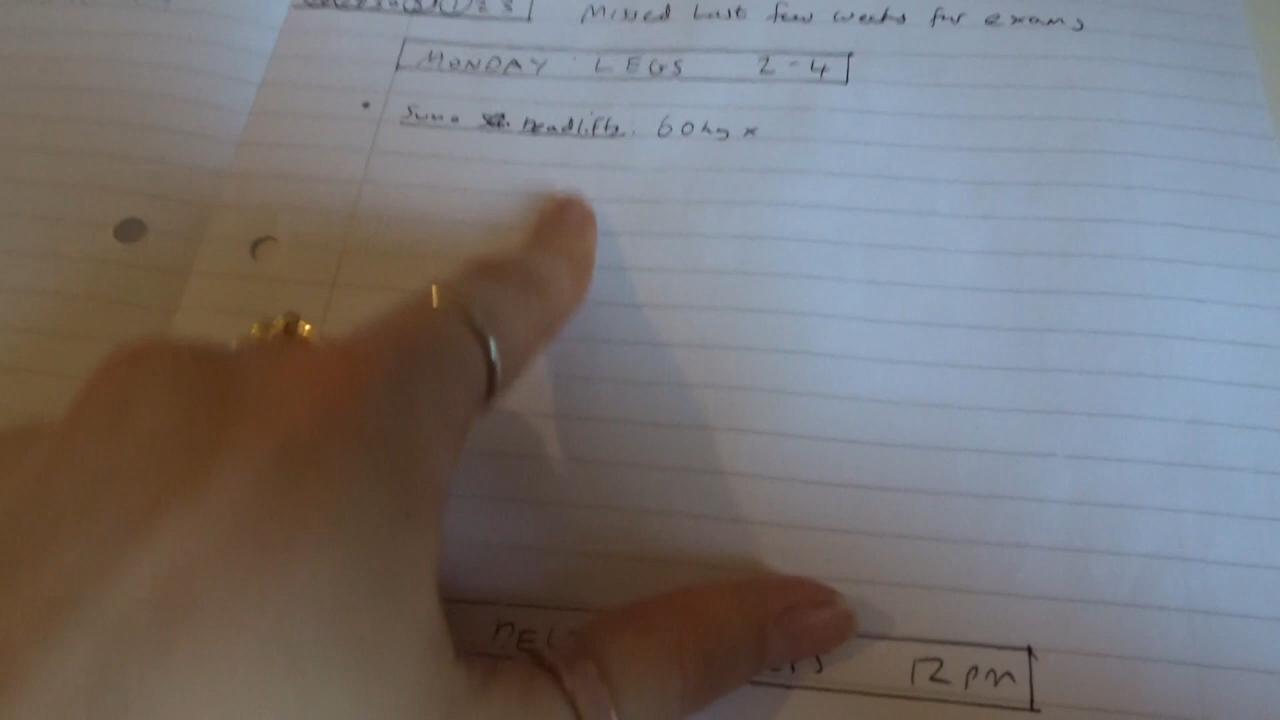 Missed last few weeks for exams
MONDAY LEGS 2-4
• Sumo Deadlifts. 60kg x
12pm